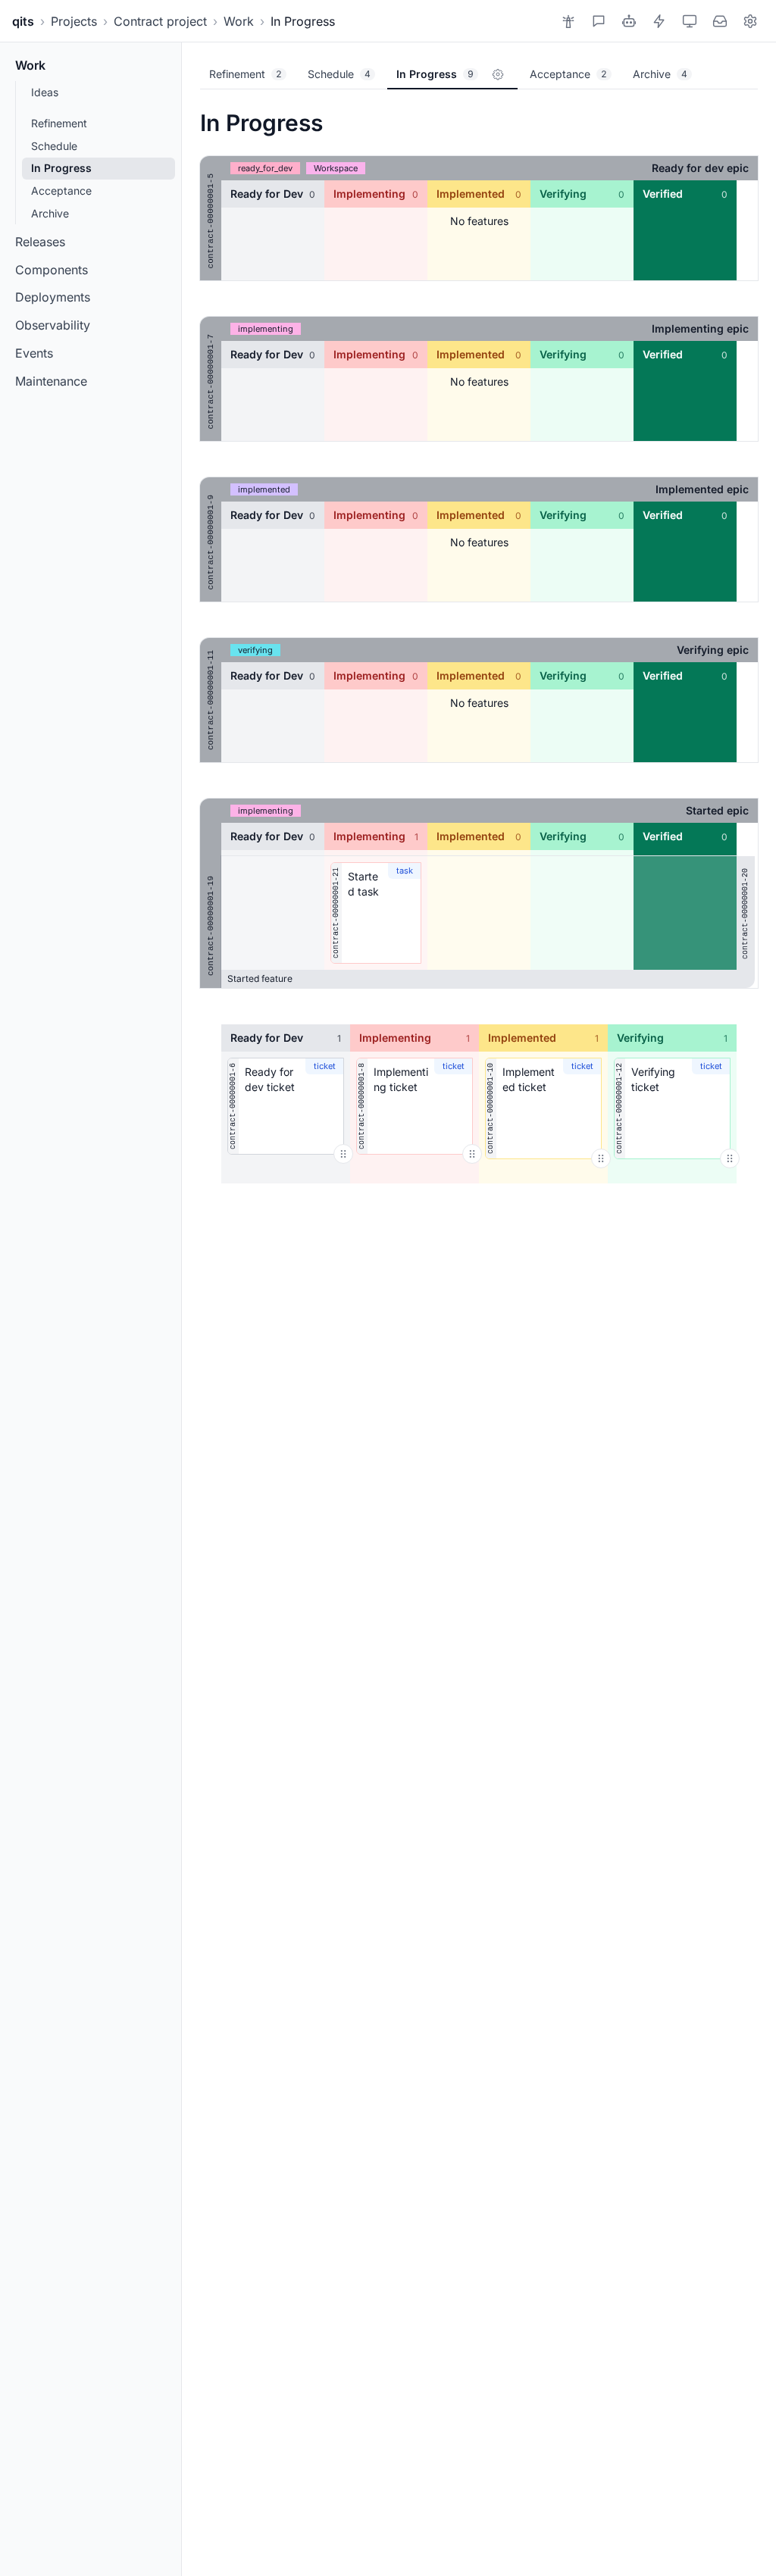 qits › Projects › Contract project › Work › In Progress
Work
Ideas
Refinement
Schedule
In Progress
Acceptance
Archive
Releases
Components
Deployments
Observability
Events
Maintenance
Refinement 2 Schedule 4 In Progress 9 Acceptance 2 Archive 4
In Progress
contract-00000001-5
ready_for_dev Workspace Ready for dev epic
Ready for Dev 0 Implementing 0 Implemented 0 Verifying 0 Verified 0
No features
contract-00000001-7
implementing Implementing epic
Ready for Dev 0 Implementing 0 Implemented 0 Verifying 0 Verified 0
No features
contract-00000001-9
implemented Implemented epic
Ready for Dev 0 Implementing 0 Implemented 0 Verifying 0 Verified 0
No features
contract-00000001-11
verifying Verifying epic
Ready for Dev 0 Implementing 0 Implemented 0 Verifying 0 Verified 0
No features
contract-00000001-19
implementing Started epic
Ready for Dev 0 Implementing 1 Implemented 0 Verifying 0 Verified 0
contract-00000001-21
task
Starte
d task
contract-00000001-20
Started feature
Ready for Dev 1 Implementing 1 Implemented 1 Verifying 1
contract-00000001-6
ticket
Ready for
dev ticket
contract-00000001-8
ticket
Implementi
ng ticket
contract-00000001-10
ticket
Implement
ed ticket
contract-00000001-12
ticket
Verifying
ticket